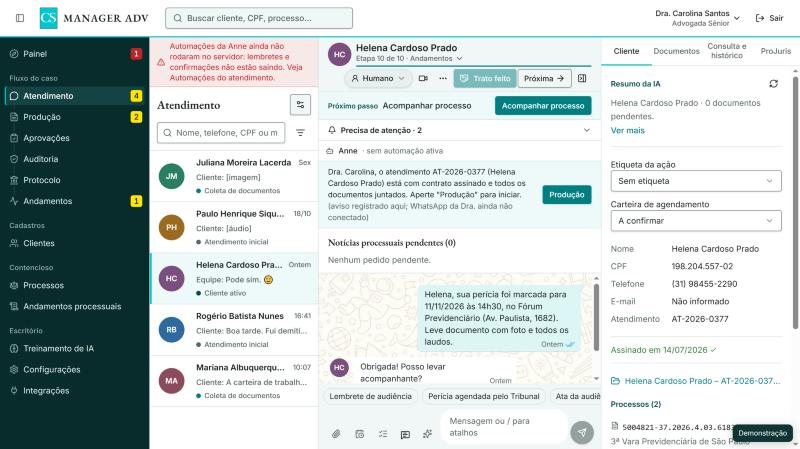 CS MANAGER ADV
Buscar cliente, CPF, processo...
Dra. Carolina Santos
Advogada Sênior
Sair
Painel 1
Fluxo do caso
Atendimento 4
Produção 2
Aprovações
Auditoria
Protocolo
Andamentos 1
Cadastros
Clientes
Contencioso
Processos
Andamentos processuais
Escritório
Treinamento de IA
Configurações
Integrações
Automações da Anne ainda não
rodaram no servidor: lembretes e
confirmações não estão saindo. Veja
Automações do atendimento.
Atendimento
Nome, telefone, CPF ou m
JM
Juliana Moreira Lacerda Sex
Cliente: [imagem]
Coleta de documentos
PH
Paulo Henrique Siqu... 18/10
Cliente: [áudio]
Atendimento inicial
HC
Helena Cardoso Pra... Ontem
Equipe: Pode sim. 😊
Cliente ativo
RB
Rogério Batista Nunes 16:41
Cliente: Boa tarde. Fui demiti...
Atendimento inicial
MA
Mariana Albuquerqu... 10:07
Cliente: A carteira de trabalh...
Coleta de documentos
HC
Helena Cardoso Prado
Etapa 10 de 10 · Andamentos
Humano
Trato feito
Próxima →
Próximo passo Acompanhar processo
Acompanhar processo
Precisa de atenção · 2
Anne · sem automação ativa
Dra. Carolina, o atendimento AT-2026-0377 (Helena
Cardoso Prado) está com contrato assinado e todos os
documentos juntados. Aperte "Produção" para iniciar.
(aviso registrado aqui; WhatsApp da Dra. ainda não
conectado)
Produção
Notícias processuais pendentes (0)
Nenhum pedido pendente.
Helena, sua perícia foi marcada para
11/11/2026 às 14h30, no Fórum
Previdenciário (Av. Paulista, 1682).
Leve documento com foto e todos os
laudos.
Ontem
HC
Obrigada! Posso levar
acompanhante?
Ontem
Lembrete de audiência
Perícia agendada pelo Tribunal
Ata da audiê
Mensagem ou / para
atalhos
Cliente
Documentos
Consulta e
histórico
ProJuris
Resumo da IA
Helena Cardoso Prado · 0 documentos
pendentes.
Ver mais
Etiqueta da ação
Sem etiqueta
Carteira de agendamento
A confirmar
Nome Helena Cardoso Prado
CPF 198.204.557-02
Telefone (31) 98455-2290
E-mail Não informado
Atendimento AT-2026-0377
Assinado em 14/07/2026 ✓
Helena Cardoso Prado – AT-2026-037...
Processos (2)
5004821-37.2026.4.03.6183
3ª Vara Previdenciária de São Paulo
Demonstração